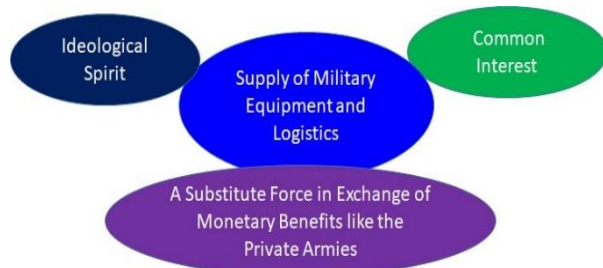 Ideological
Spirit
Common
Interest
Supply of Military
Equipment and
Logistics
A Substitute Force in Exchange of
Monetary Benefits like the
Private Armies